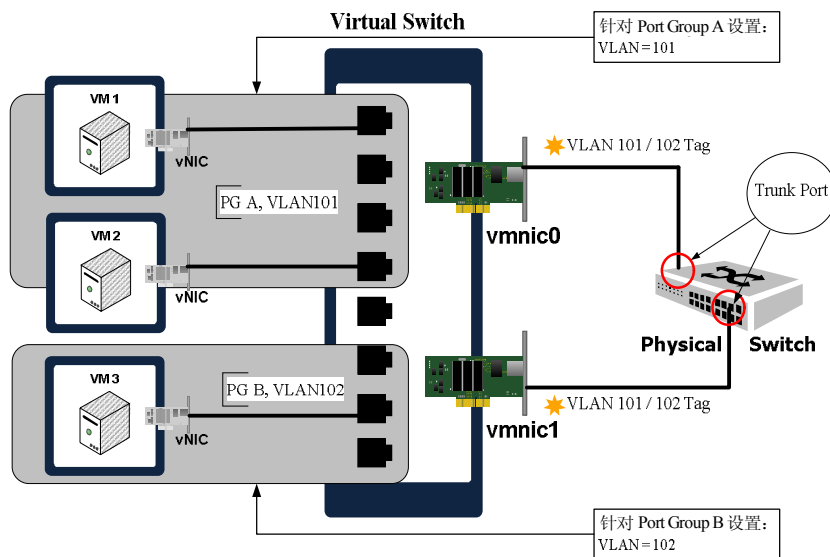 Virtual Switch
针对 Port Group A 设置：
VLAN=101
VM 1
vNIC
PG A, VLAN101
VLAN 101 / 102 Tag
Trunk Port
vmnic0
VM 2
vNIC
Physical Switch
VM 3
PG B, VLAN102
vNIC
VLAN 101 / 102 Tag
vmnic1
针对 Port Group B 设置：
VLAN=102